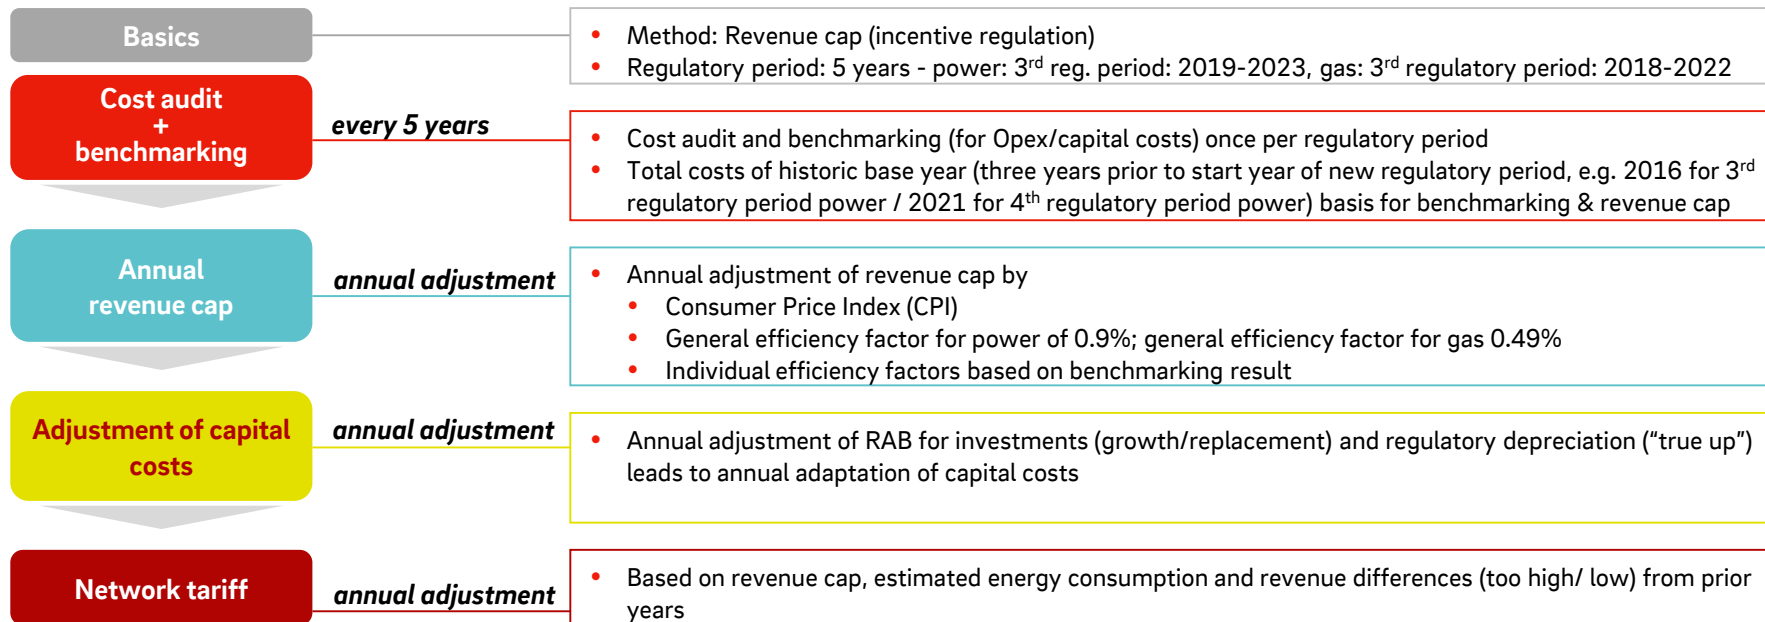 Basics
• Method: Revenue cap (incentive regulation)
• Regulatory period: 5 years - power: 3rd reg. period: 2019-2023, gas: 3rd regulatory period: 2018-2022
Cost audit
+
benchmarking
every 5 years
• Cost audit and benchmarking (for Opex/capital costs) once per regulatory period
• Total costs of historic base year (three years prior to start year of new regulatory period, e.g. 2016 for 3rd
regulatory period power / 2021 for 4th regulatory period power) basis for benchmarking & revenue cap
Annual
revenue cap
annual adjustment
• Annual adjustment of revenue cap by
• Consumer Price Index (CPI)
• General efficiency factor for power of 0.9%; general efficiency factor for gas 0.49%
• Individual efficiency factors based on benchmarking result
Adjustment of capital
costs
annual adjustment
• Annual adjustment of RAB for investments (growth/replacement) and regulatory depreciation (“true up”)
leads to annual adaptation of capital costs
Network tariff
annual adjustment
• Based on revenue cap, estimated energy consumption and revenue differences (too high/ low) from prior
years